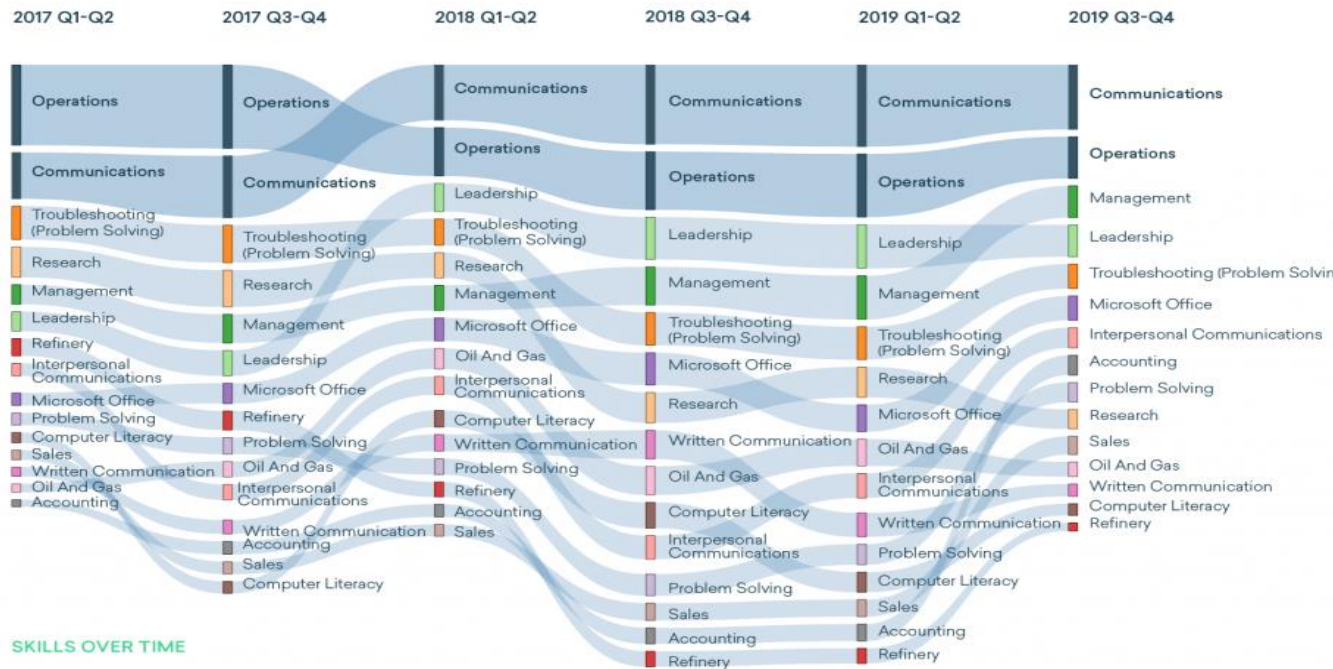 2017 Q1-Q2
2017 Q3-Q4
2018 Q1-Q2
2018 Q3-Q4
2019 Q1-Q2
2019 Q3-Q4
Operations
Communications
Troubleshooting
(Problem Solving)
Research
Management
Leadership
Refinery
Interpersonal
Communications
Microsoft Office
Problem Solving
Computer Literacy
Sales
Written Communication
Oil And Gas
Accounting
Operations
Communications
Troubleshooting
(Problem Solving)
Research
Management
Leadership
Microsoft Office
Refinery
Problem Solving
Oil And Gas
Interpersonal
Communications
Written Communication
Accounting
Sales
Computer Literacy
Communications
Operations
Leadership
Troubleshooting
(Problem Solving)
Research
Management
Microsoft Office
Oil And Gas
Interpersonal
Communications
Computer Literacy
Written Communication
Problem Solving
Refinery
Accounting
Sales
Communications
Operations
Leadership
Management
Troubleshooting
(Problem Solving)
Microsoft Office
Research
Written Communication
Oil And Gas
Computer Literacy
Interpersonal
Communications
Problem Solving
Sales
Accounting
Refinery
Communications
Operations
Leadership
Management
Troubleshooting
(Problem Solving)
Research
Microsoft Office
Oil And Gas
Interpersonal
Communications
Written Communication
Problem Solving
Computer Literacy
Sales
Accounting
Refinery
Communications
Operations
Management
Leadership
Troubleshooting (Problem Solvin
Microsoft Office
Interpersonal Communications
Accounting
Problem Solving
Research
Sales
Oil And Gas
Written Communication
Computer Literacy
Refinery
SKILLS OVER TIME